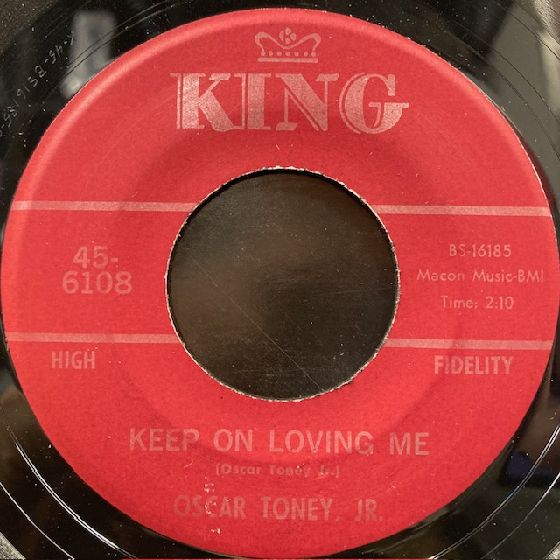 KING
45-
6108
BS-16185
Macon Music-BMI
Time: 2:10
HIGH
FIDELITY
KEEP ON LOVING ME
(Oscar Toney Jr.)
OSCAR TONEY, JR.